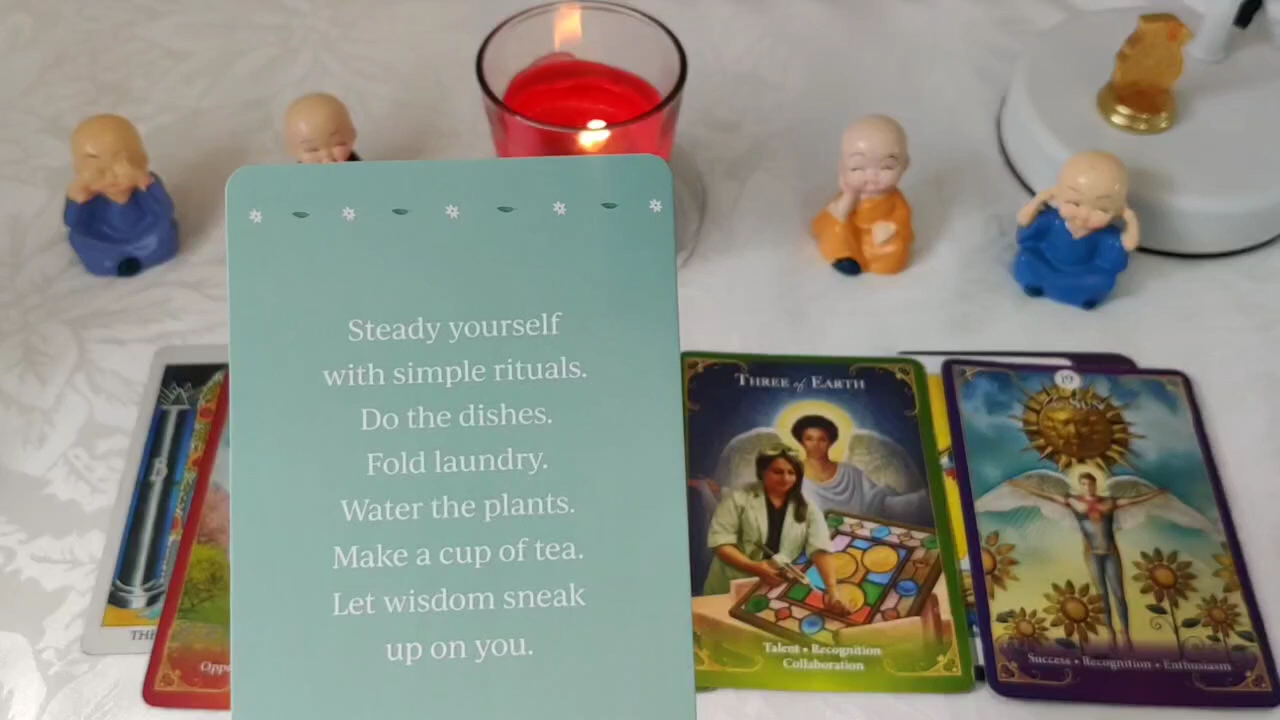 Steady yourself
with simple rituals.
Do the dishes.
Fold laundry.
Water the plants.
Make a cup of tea.
Let wisdom sneak
up on you.
B
THREE of EARTH
Talent • Recognition
Collaboration
19
Success • Recognition • Enthusiasm